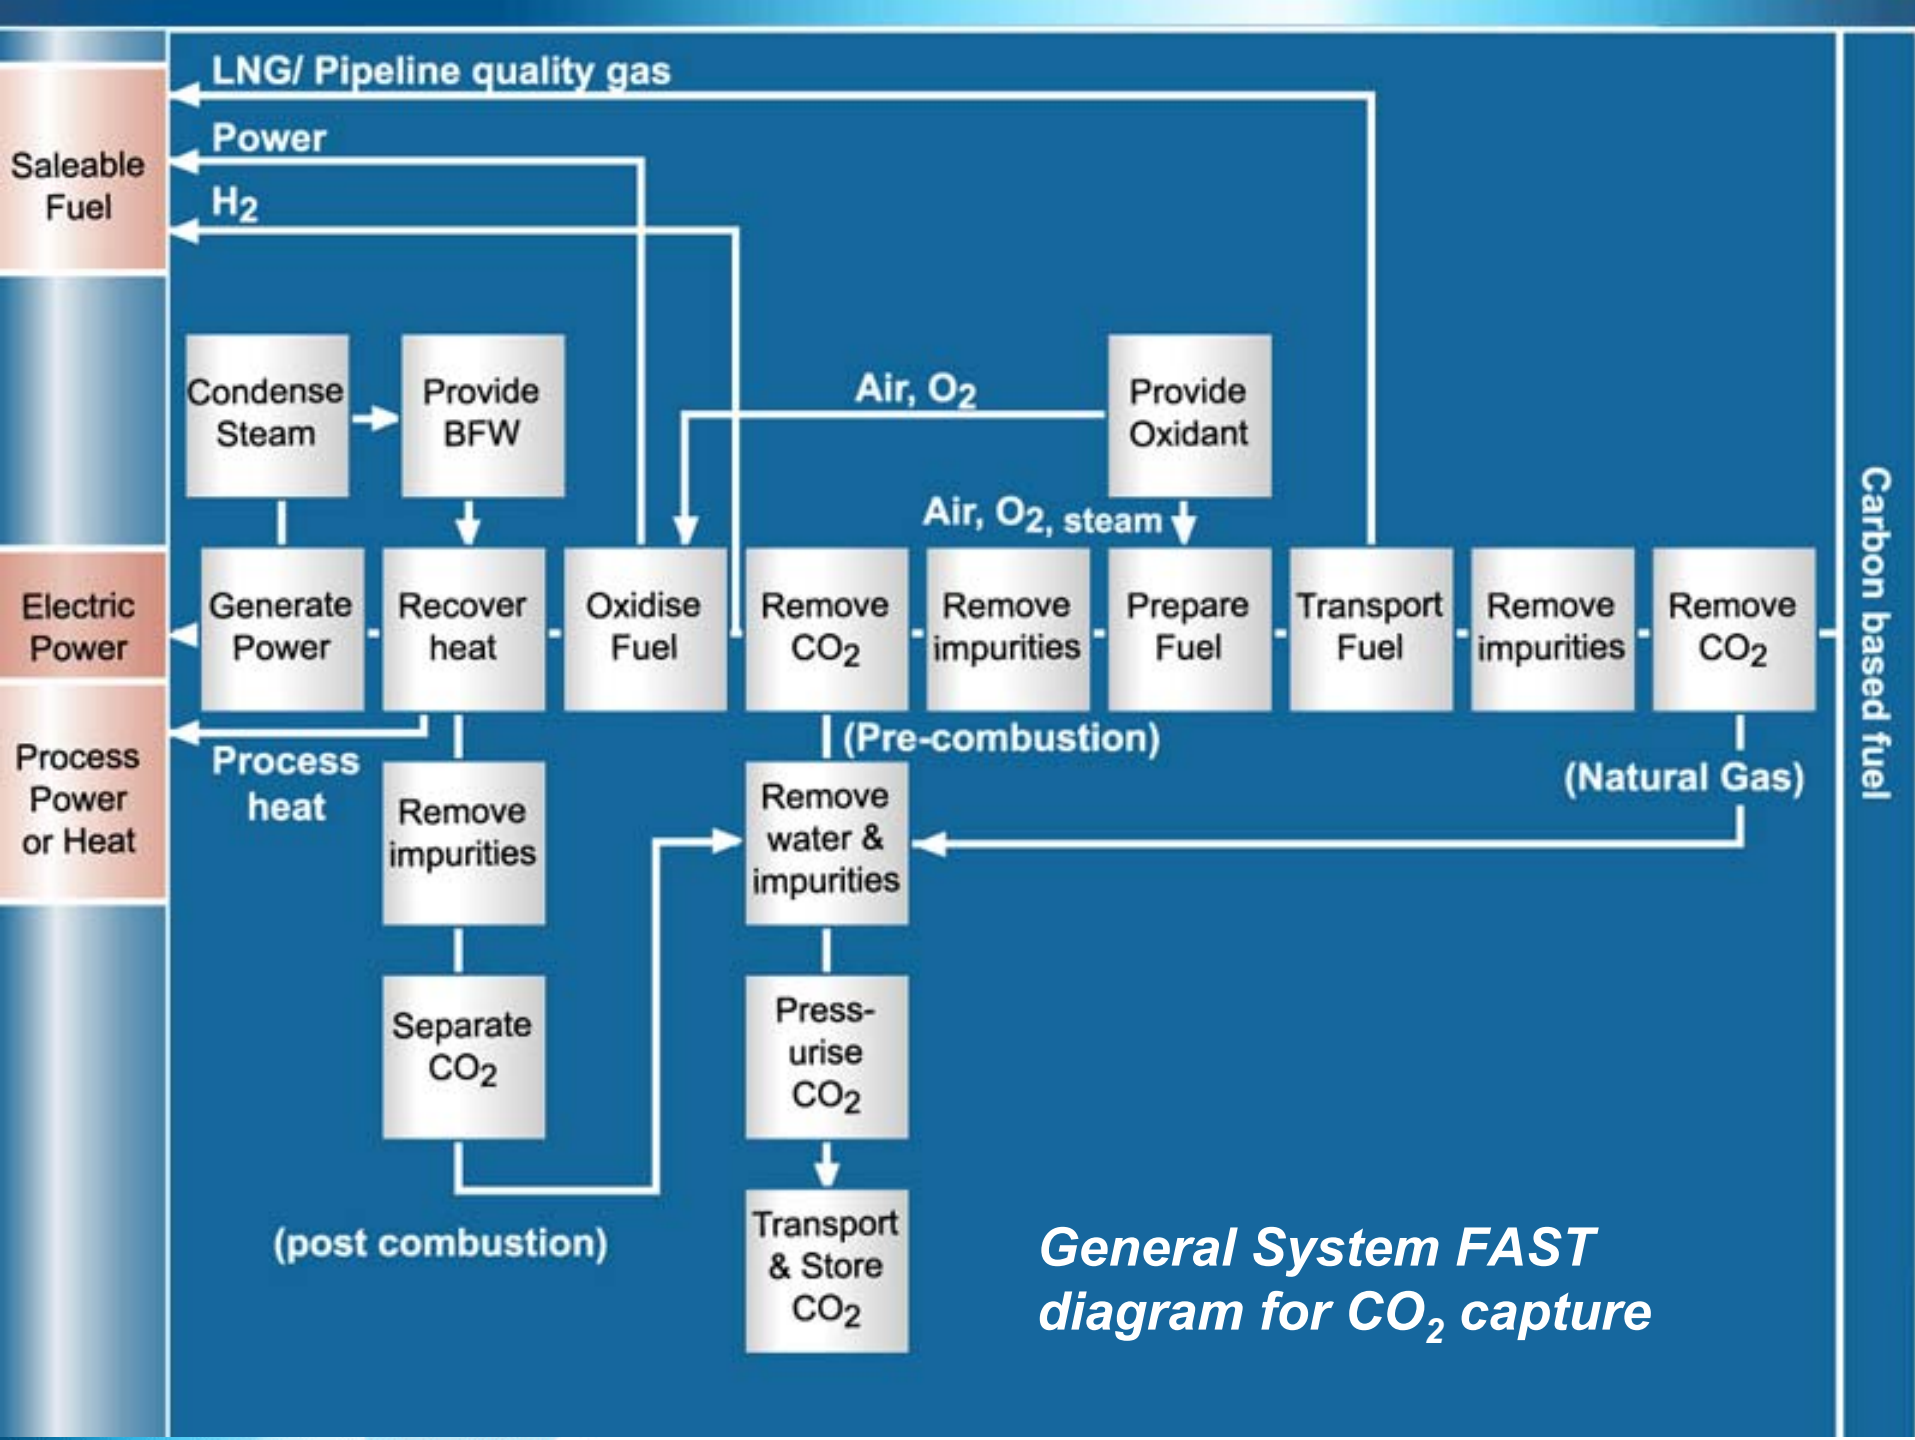 LNG/ Pipeline quality gas
Power
H2
Saleable
Fuel
Condense
Steam
Provide
BFW
Air, O2
Provide
Oxidant
Air, O2, steam
Electric
Power
Generate
Power
Recover
heat
Oxidise
Fuel
Remove
CO2
Remove
impurities
Prepare
Fuel
Transport
Fuel
Remove
impurities
Remove
CO2
Carbon based fuel
Process
Power
or Heat
Process
heat
(Pre-combustion)
(Natural Gas)
Remove
impurities
Remove
water &
impurities
Separate
CO2
Press-
urise
CO2
(post combustion)
Transport
& Store
CO2
General System FAST
diagram for CO2 capture